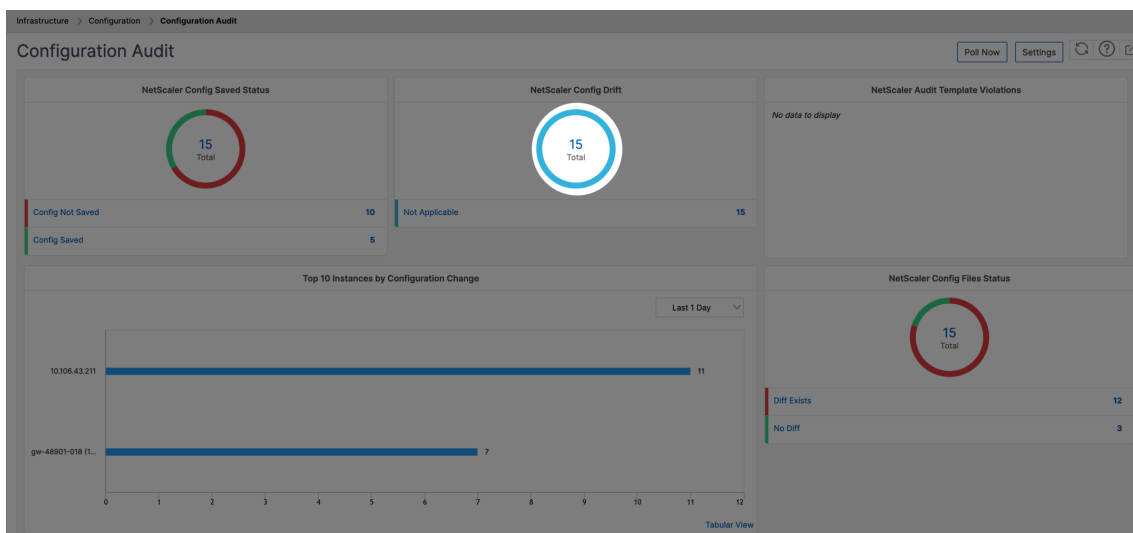 Infrastructure > Configuration > Configuration Audit
Configuration Audit
Poll Now Settings
NetScaler Config Saved Status
15
Total
Config Not Saved 10
Config Saved 5
NetScaler Config Drift
15
Total
Not Applicable 15
NetScaler Audit Template Violations
No data to display
Top 10 Instances by Configuration Change
Last 1 Day
10.106.43.211 11
gw-48901-018 (1... 7
0 1 2 3 4 5 6 7 8 9 10 11 12
Tabular View
NetScaler Config Files Status
15
Total
Diff Exists 12
No Diff 3